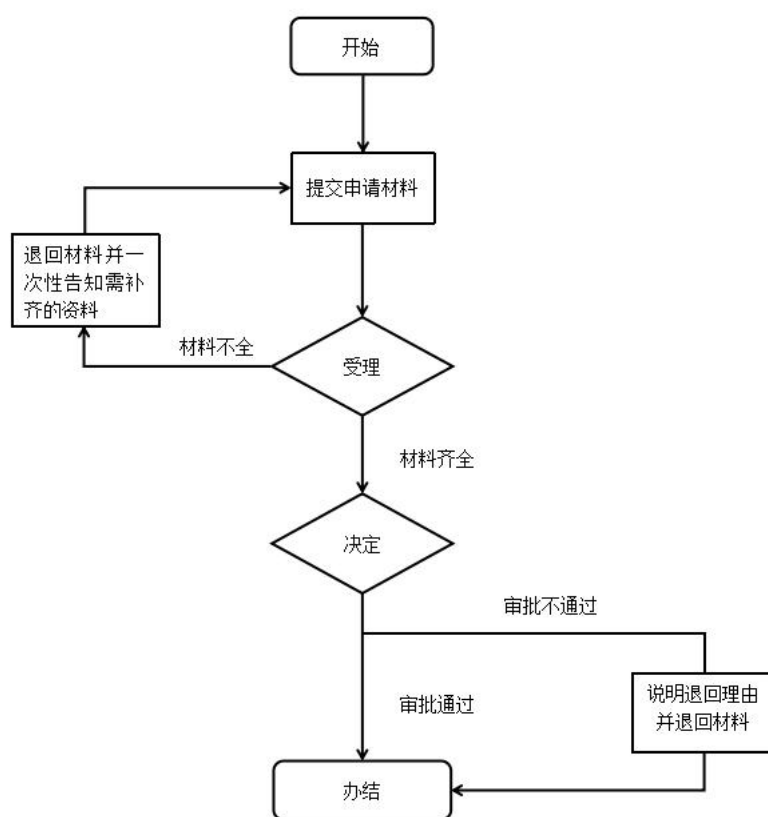 开始
提交申请材料
退回材料并一
次性告知需补
齐的资料
材料不全
受理
材料齐全
决定
审批不通过
审批通过
说明退回理由
并退回材料
办结